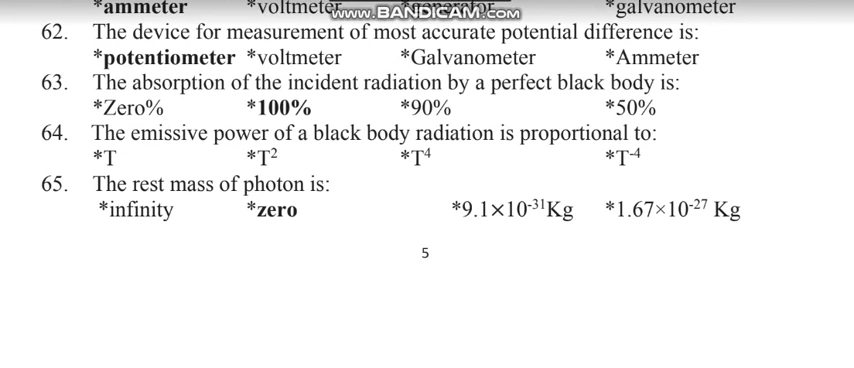 *ammeter *voltmeter *generator *galvanometer
www.BANDICAM.COM
62. The device for measurement of most accurate potential difference is:
*potentiometer *voltmeter *Galvanometer *Ammeter
63. The absorption of the incident radiation by a perfect black body is:
*Zero% *100% *90% *50%
64. The emissive power of a black body radiation is proportional to:
*T *T² *T⁴ *T⁻⁴
65. The rest mass of photon is:
*infinity *zero *9.1×10⁻³¹Kg *1.67×10⁻²⁷ Kg
5